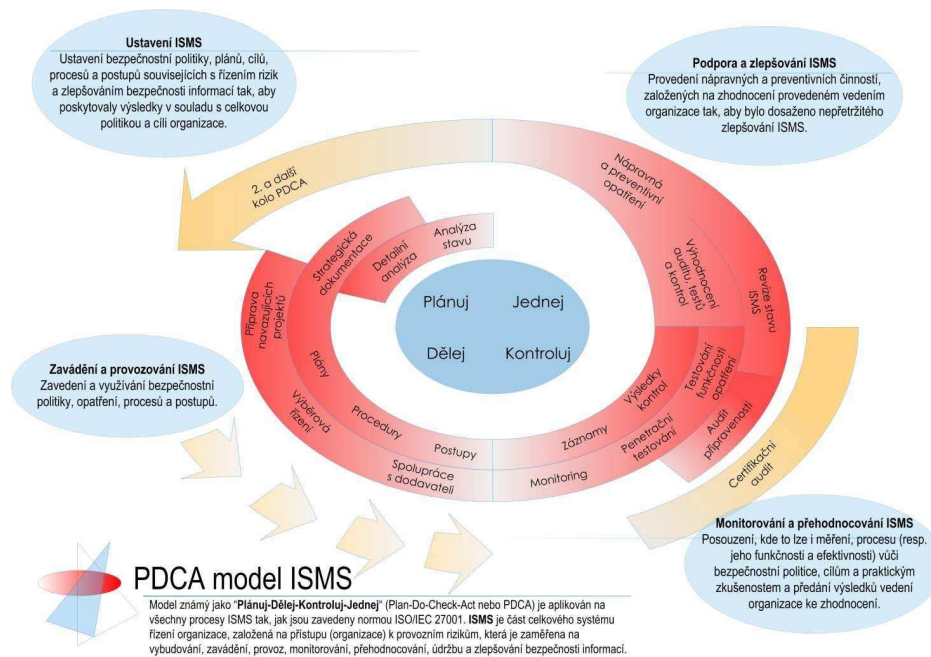 Ustavení ISMS
Ustavení bezpečnostní politiky, plánů, cílů,
procesů a postupů souvisejících s řízením rizik
a zlepšováním bezpečnosti informací tak, aby
poskytovaly výsledky v souladu s celkovou
politikou a cíli organizace.
Podpora a zlepšování ISMS
Provedení nápravných a preventivních činností,
založených na zhodnocení provedeném vedením
organizace tak, aby bylo dosaženo nepřetržitého
zlepšování ISMS.
2. a další
kolo PDCA
Nápravná
a preventivní
opatření
Strategická
dokumentace
Detailní
analýza
Analýza
stavu
Výhodnocení
auditu, testů
a kontrol
Revize stavu
ISMS
Příprava
navazujících
projektů
Plánuj
Jednej
Dělej
Kontroluj
Zavádění a provozování ISMS
Zavedení a využívání bezpečnostní
politiky, opatření, procesů a postupů.
Plány
Výběrová
řízení
Procedury
Postupy
Spolupráce
s dodavateli
Záznamy
Výsledky
kontrol
Monitoring
Penetrační
testování
Testování
funkčnosti
opatření
Audit
připravenosti
Certifikační
audit
Monitorování a přehodnocování ISMS
Posouzení, kde to lze i měření, procesu (resp.
jeho funkčnosti a efektivnosti) vůči
bezpečnostní politice, cílům a praktickým
zkušenostem a předání výsledků vedení
organizace ke zhodnocení.
PDCA model ISMS
Model známý jako "Plánuj-Dělej-Kontroluj-Jednej" (Plan-Do-Check-Act nebo PDCA) je aplikován na
všechny procesy ISMS tak, jak jsou zavedeny normou ISO/IEC 27001. ISMS je část celkového systému
řízení organizace, založená na přístupu (organizace) k provozním rizikům, která je zaměřena na
vybudování, zavádění, provoz, monitorování, přehodnocování, údržbu a zlepšování bezpečnosti informací.